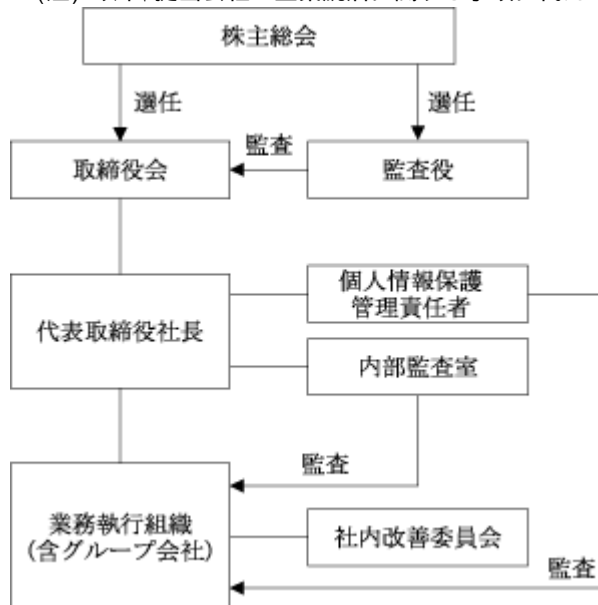 株主総会
選任
選任
取締役会
監査
監査役
代表取締役社長
個人情報保護
管理責任者
内部監査室
監査
業務執行組織
(含グループ会社)
社内改善委員会
監査